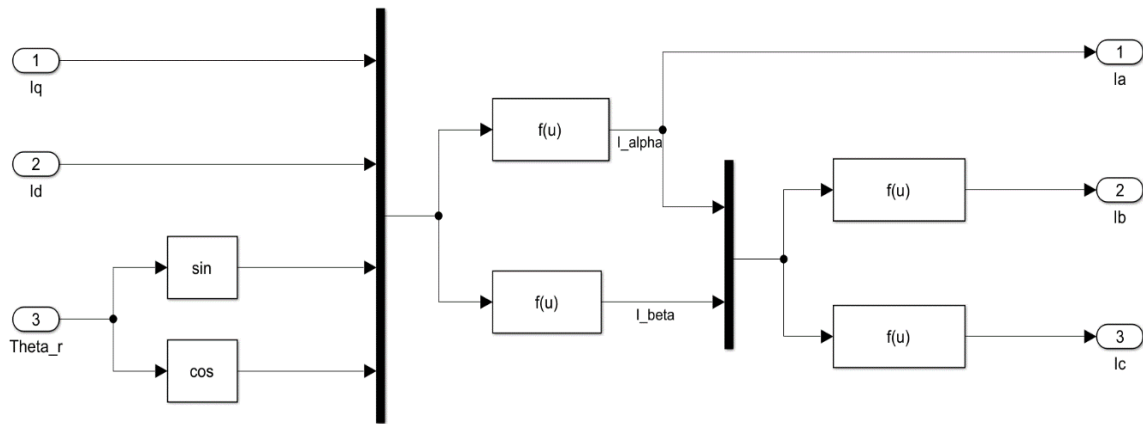 1
Iq
2
Id
3
Theta_r
sin
cos
f(u)
I_alpha
f(u)
I_beta
f(u)
f(u)
1
Ia
2
Ib
3
Ic